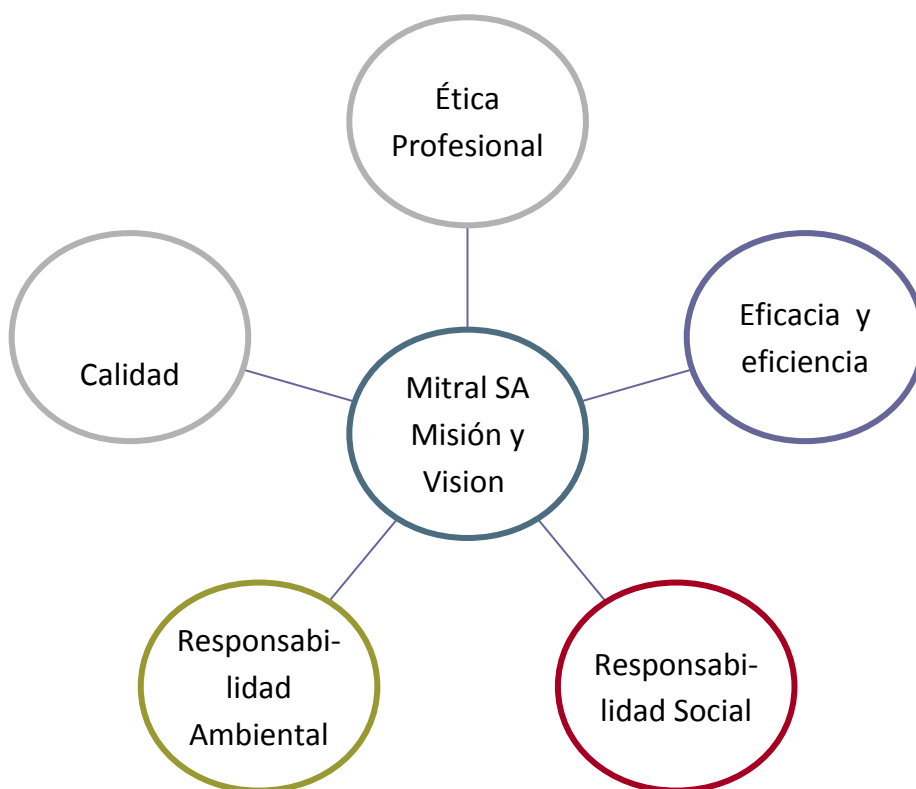 Ética
Profesional
Eficacia y
eficiencia
Calidad
Mitral SA
Misión y
Vision
Responsabi-
lidad
Ambiental
Responsabi-
lidad Social